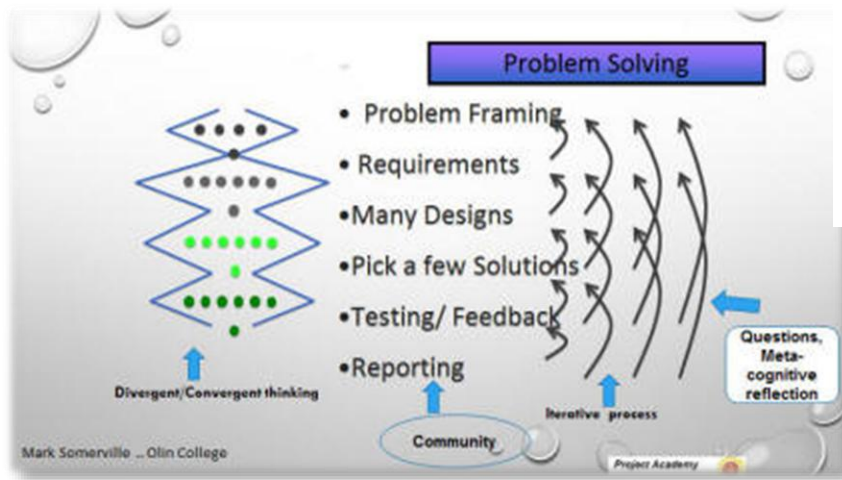 Problem Solving
• Problem Framing
• Requirements
•Many Designs
•Pick a few Solutions
•Testing/ Feedback
•Reporting
Questions,
Meta-
cognitive
reflection
Divergent/Convergent thinking
Iterative process
Community
Mark Somerville .. Olin College
Project Academy